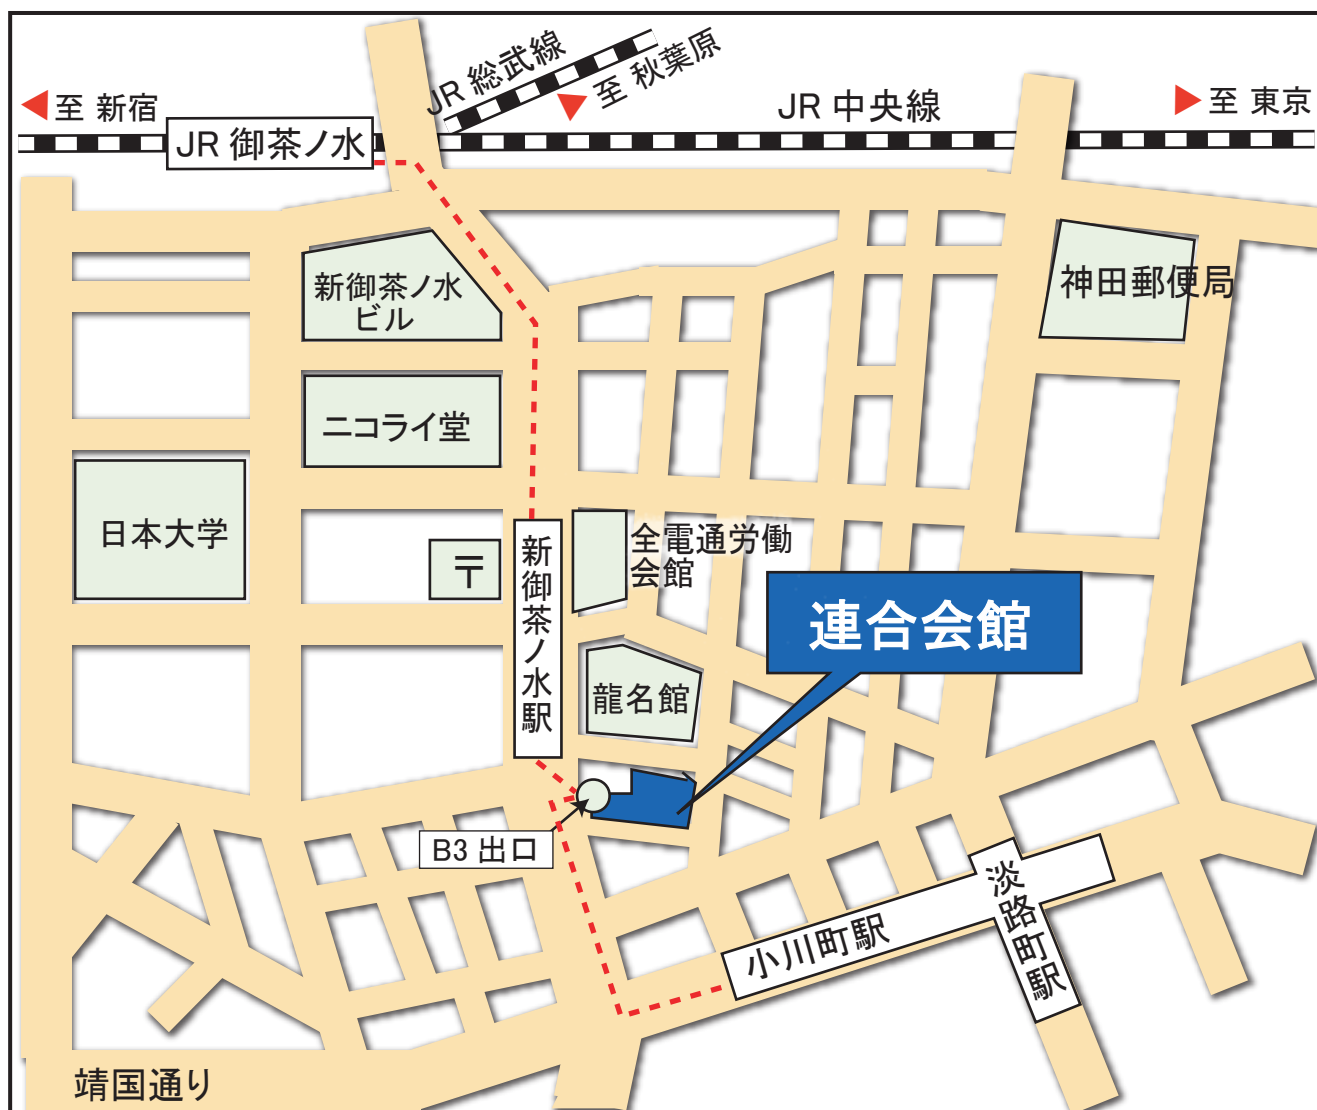 JR 総武線
至 秋葉原
至 新宿
JR 中央線
至 東京
JR 御茶ノ水
新御茶ノ水
ビル
神田郵便局
ニコライ堂
日本大学
〒
新御茶ノ水駅
全電通労働
会館
連合会館
龍名館
B3 出口
淡路町駅
小川町駅
靖国通り